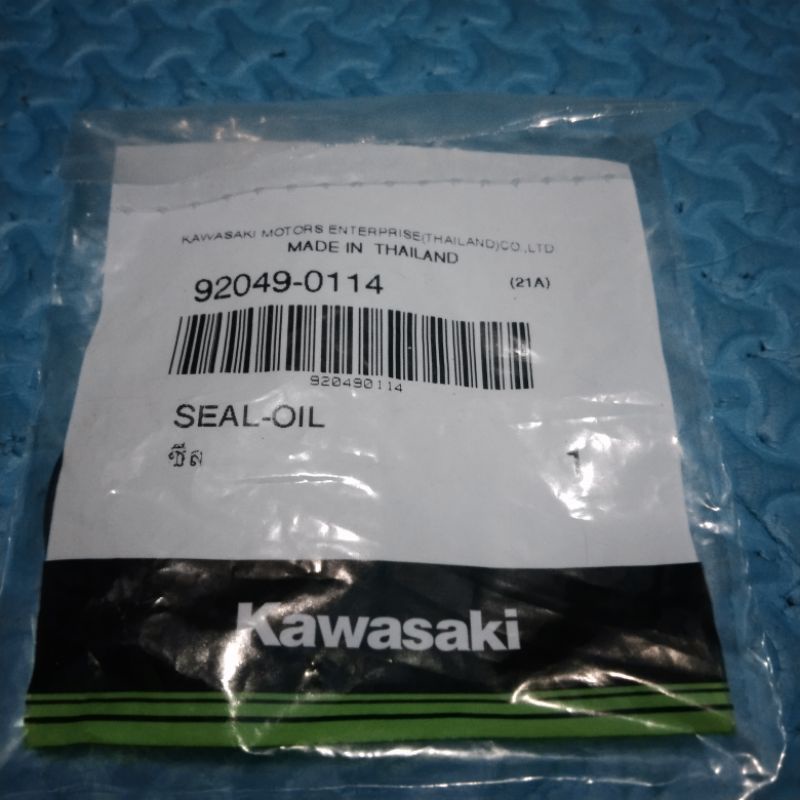 KAWASAKI MOTORS ENTERPRISE(THAILAND)CO.,LTD
MADE IN THAILAND
92049-0114 (21A)
920490114
SEAL-OIL
ซีล 1
Kawasaki